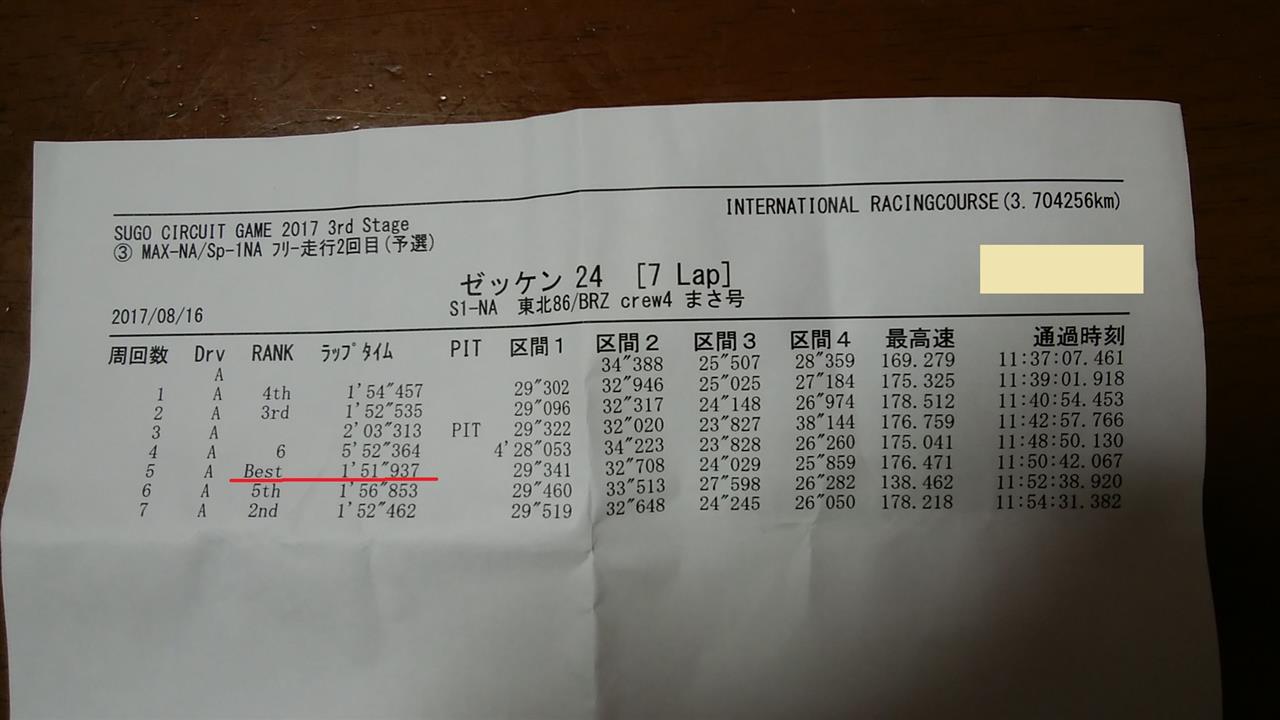 INTERNATIONAL RACINGCOURSE(3.704256km)
SUGO CIRCUIT GAME 2017 3rd Stage
③ MAX-NA/Sp-1NA ﾌﾘｰ走行2回目(予選)
ゼッケン 24 [7 Lap]
2017/08/16 S1-NA 東北86/BRZ crew4 まさ号
周回数 Drv RANK ﾗｯﾌﾟﾀｲﾑ PIT 区間1 区間2 区間3 区間4 最高速 通過時刻
A 34"388 25"507 28"359 169.279 11:37:07.461
1 A 4th 1'54"457 29"302 32"946 25"025 27"184 175.325 11:39:01.918
2 A 3rd 1'52"535 29"096 32"317 24"148 26"974 178.512 11:40:54.453
3 A 2'03"313 PIT 29"322 32"020 23"827 38"144 176.759 11:42:57.766
4 A 6 5'52"364 4'28"053 34"223 23"828 26"260 175.041 11:48:50.130
5 A Best 1'51"937 29"341 32"708 24"029 25"859 176.471 11:50:42.067
6 A 5th 1'56"853 29"460 33"513 27"598 26"282 138.462 11:52:38.920
7 A 2nd 1'52"462 29"519 32"648 24"245 26"050 178.218 11:54:31.382